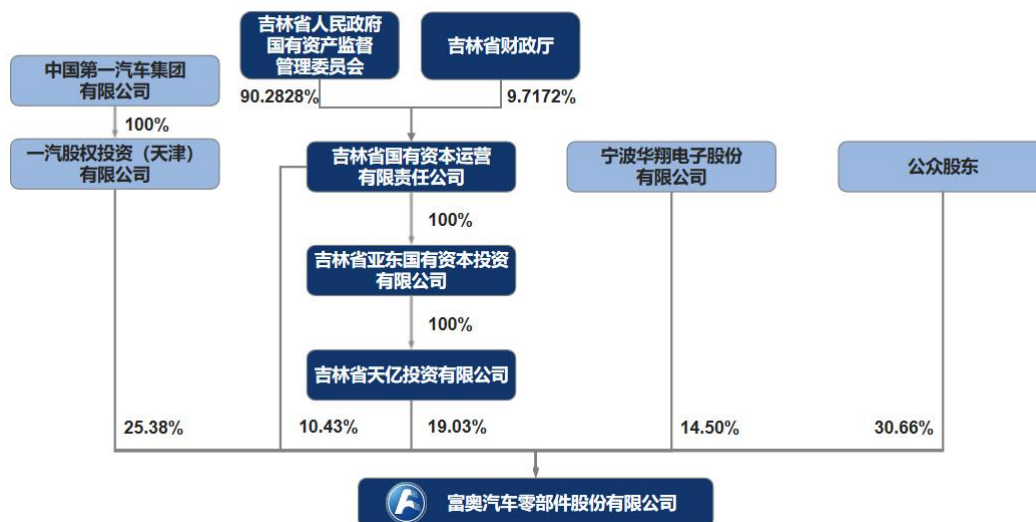 吉林省人民政府
国有资产监督
管理委员会
吉林省财政厅
中国第一汽车集团
有限公司
90.2828%
9.7172%
100%
一汽股权投资（天津）
有限公司
吉林省国有资本运营
有限责任公司
宁波华翔电子股份
有限公司
公众股东
100%
吉林省亚东国有资本投资
有限公司
100%
吉林省天亿投资有限公司
25.38%
10.43%
19.03%
14.50%
30.66%
富奥汽车零部件股份有限公司